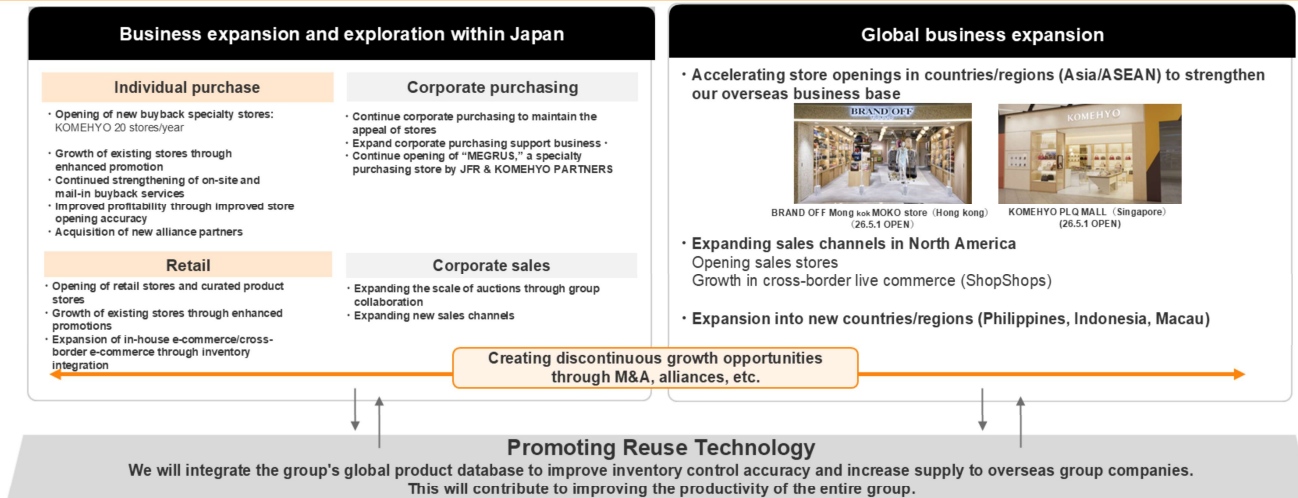 Business expansion and exploration within Japan
Individual purchase
・Opening of new buyback specialty stores:
KOMEHYO 20 stores/year
・Growth of existing stores through
enhanced promotion
・Continued strengthening of on-site and
mail-in buyback services
・Improved profitability through improved store
opening accuracy
・Acquisition of new alliance partners
Corporate purchasing
・Continue corporate purchasing to maintain the
appeal of stores
・Expand corporate purchasing support business・
・Continue opening of “MEGRUS,” a specialty
purchasing store by JFR & KOMEHYO PARTNERS
Retail
・Opening of retail stores and curated product
stores
・Growth of existing stores through enhanced
promotions
・Expansion of in-house e-commerce/cross-
border e-commerce through inventory
integration
Corporate sales
・Expanding the scale of auctions through group
collaboration
・Expanding new sales channels
Global business expansion
・Accelerating store openings in countries/regions (Asia/ASEAN) to strengthen
our overseas business base
BRAND OFF
KOMEHYO
BRAND OFF Mong kok MOKO store（Hong kong）
（26.5.1 OPEN）
KOMEHYO PLQ MALL（Singapore）
(26.5.1 OPEN)
・Expanding sales channels in North America
Opening sales stores
Growth in cross-border live commerce (ShopShops)
・Expansion into new countries/regions (Philippines, Indonesia, Macau)
Creating discontinuous growth opportunities
through M&A, alliances, etc.
Promoting Reuse Technology
We will integrate the group's global product database to improve inventory control accuracy and increase supply to overseas group companies.
This will contribute to improving the productivity of the entire group.